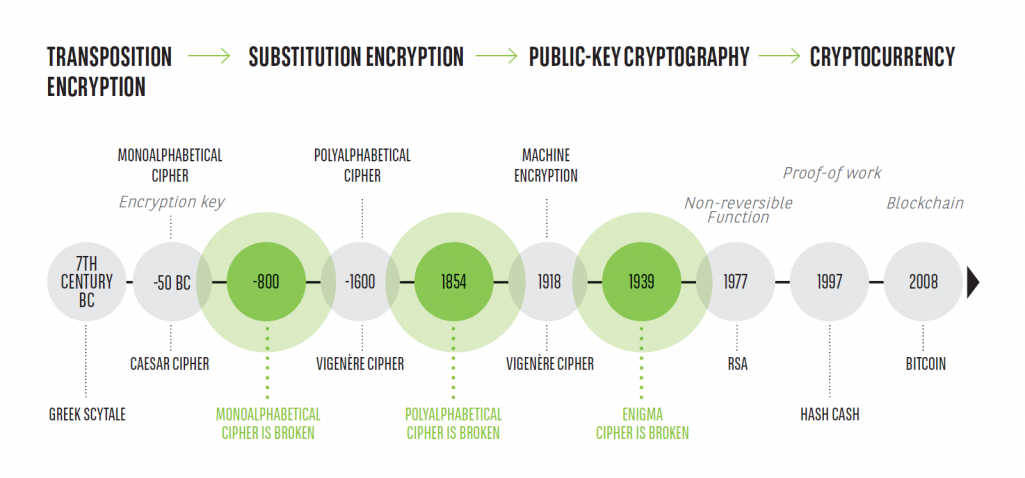 TRANSPOSITION
ENCRYPTION
SUBSTITUTION ENCRYPTION
PUBLIC-KEY CRYPTOGRAPHY
CRYPTOCURRENCY
MONOALPHABETICAL
CIPHER
POLYALPHABETICAL
CIPHER
MACHINE
ENCRYPTION
Proof-of work
Encryption key
Non-reversible
Function
Blockchain
7TH
CENTURY
BC
-50 BC
-800
-1600
1854
1918
1939
1977
1997
2008
CAESAR CIPHER
VIGENÈRE CIPHER
VIGENÈRE CIPHER
RSA
BITCOIN
GREEK SCYTALE
MONOALPHABETICAL
CIPHER IS BROKEN
POLYALPHABETICAL
CIPHER IS BROKEN
ENIGMA
CIPHER IS BROKEN
HASH CASH